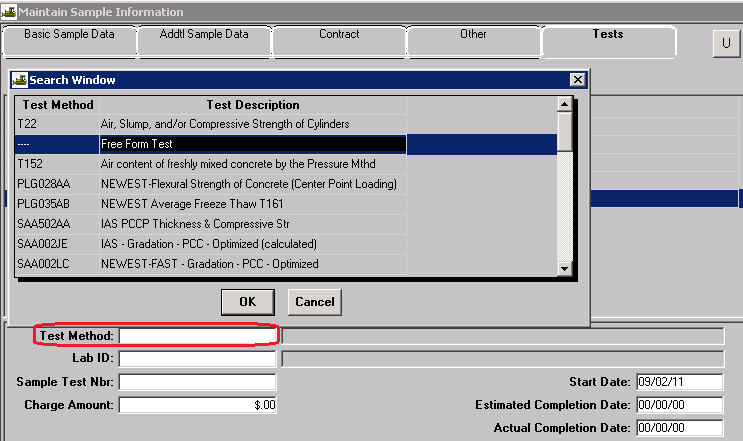 Maintain Sample Information
Basic Sample Data Addtl Sample Data Contract Other Tests
U
Search Window
Test Method Test Description
T22 Air, Slump, and/or Compressive Strength of Cylinders
---- Free Form Test
T152 Air content of freshly mixed concrete by the Pressure Mthd
PLG028AA NEWEST-Flexural Strength of Concrete (Center Point Loading)
PLG035AB NEWEST Average Freeze Thaw T161
SAA502AA IAS PCCP Thickness & Compressive Str
SAA002JE IAS - Gradation - PCC - Optimized (calculated)
SAA002LC NEWEST-FAST - Gradation - PCC - Optimized
OK Cancel
Test Method:
Lab ID:
Sample Test Nbr: Start Date: 09/02/11
Charge Amount: $.00 Estimated Completion Date: 00/00/00
Actual Completion Date: 00/00/00